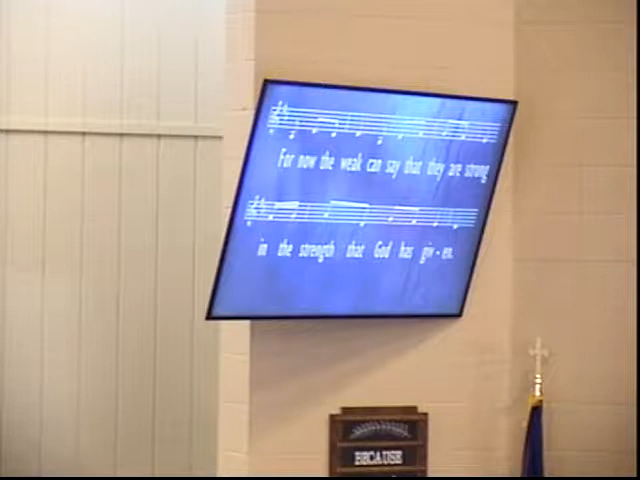 For now the weak can say that they are strong
in the strength that God has giv - en.
BECAUSE